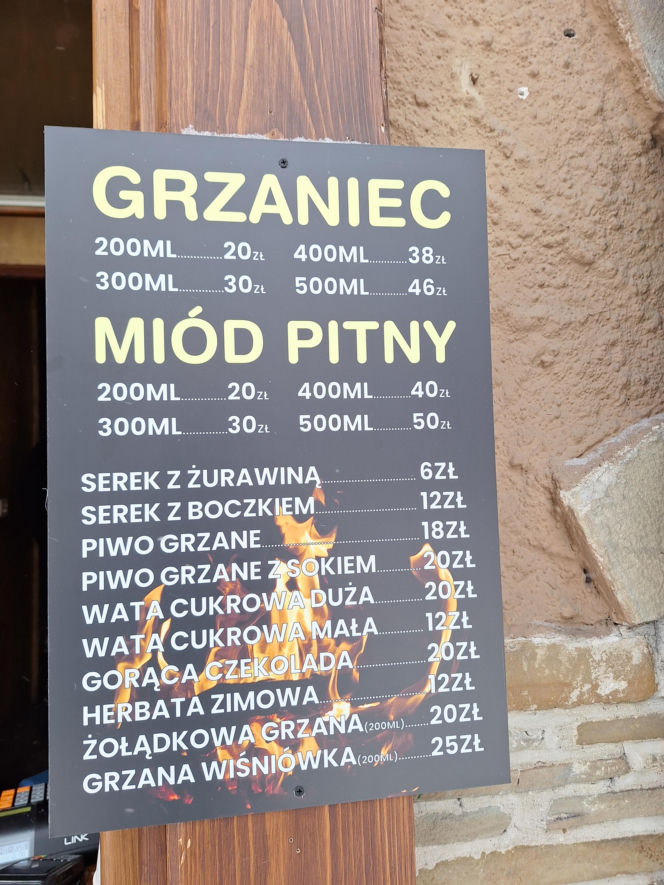 GRZANIEC
200ML..............20ZŁ 400ML............38ZŁ
300ML..............30ZŁ 500ML............46ZŁ
MIÓD PITNY
200ML..............20ZŁ 400ML............40ZŁ
300ML..............30ZŁ 500ML............50ZŁ
SEREK Z ŻURAWINĄ..............................6ZŁ
SEREK Z BOCZKIEM..............................12ZŁ
PIWO GRZANE..............................18ZŁ
PIWO GRZANE Z SOKIEM..............20ZŁ
WATA CUKROWA DUŻA..............20ZŁ
WATA CUKROWA MAŁA..............12ZŁ
GORĄCA CZEKOLADA....................20ZŁ
HERBATA ZIMOWA..............................12ZŁ
ŻOŁĄDKOWA GRZANA(200ML).......20ZŁ
GRZANA WIŚNIÓWKA(200ML).........25ZŁ
LINK